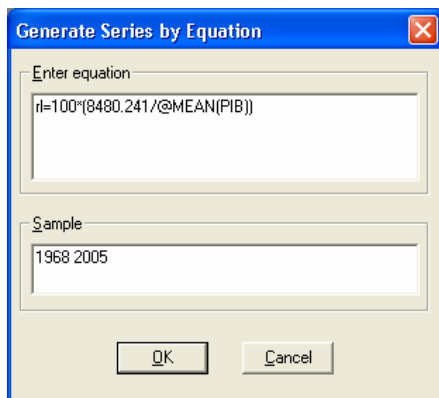 Generate Series by Equation
Enter equation
rl=100*(8480.241/@MEAN(PIB))
Sample
1968 2005
OK
Cancel